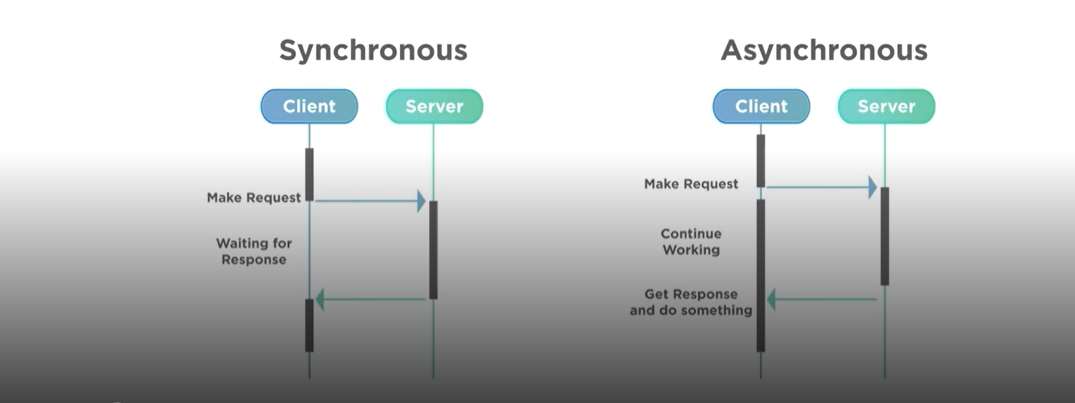 Synchronous
Client
Server
Make Request
Waiting for
Response
Asynchronous
Client
Server
Make Request
Continue
Working
Get Response
and do something